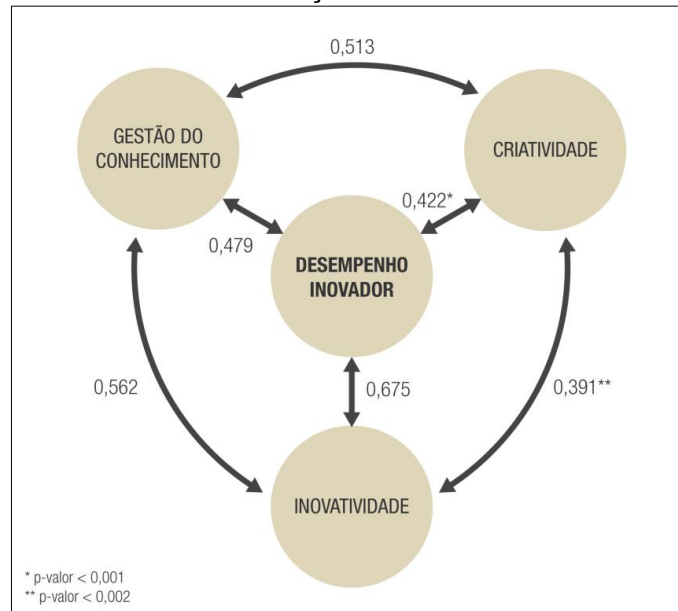 0,513
GESTÃO DO
CONHECIMENTO
CRIATIVIDADE
0,422*
0,479
DESEMPENHO
INOVADOR
0,562
0,675
0,391**
INOVATIVIDADE
* p-valor < 0,001
** p-valor < 0,002